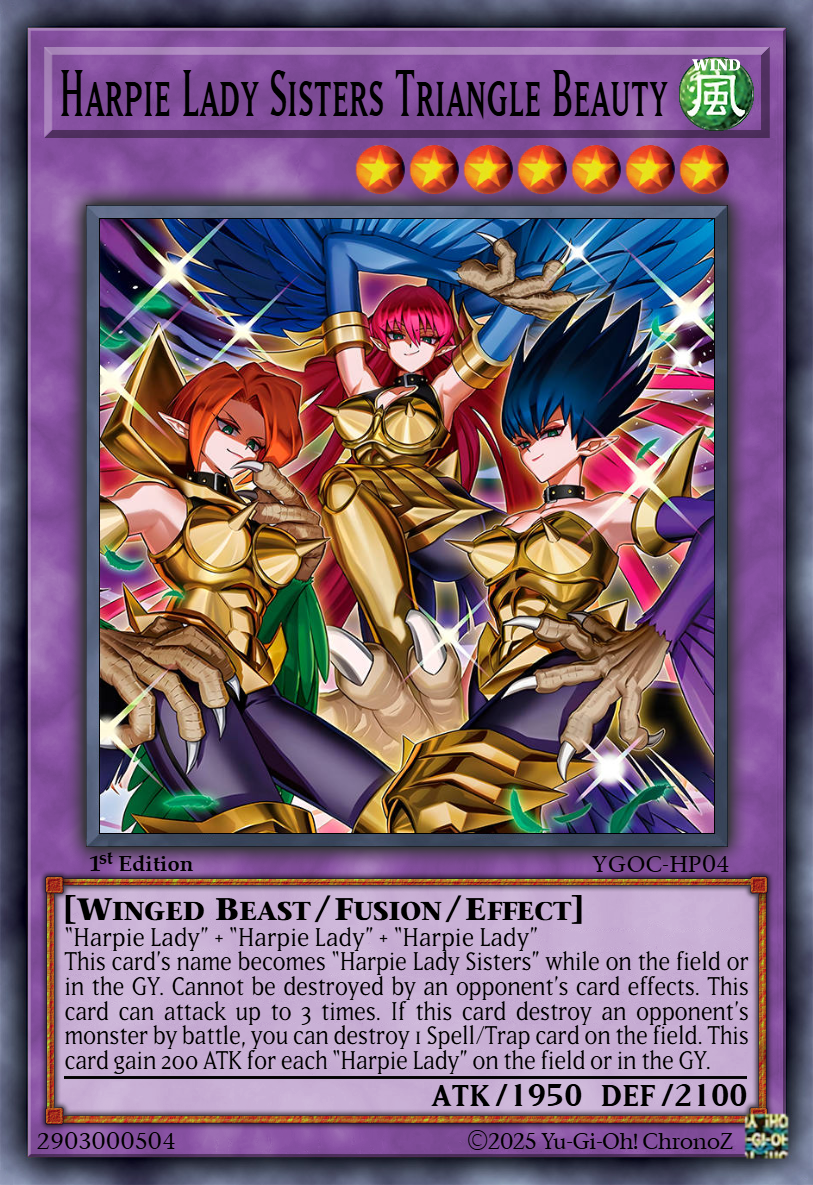 Harpie Lady Sisters Triangle Beauty
WIND
風
1st Edition
YGOC-HP04
[Winged Beast/Fusion/Effect]
"Harpie Lady" + "Harpie Lady" + "Harpie Lady"
This card's name becomes "Harpie Lady Sisters" while on the field or
in the GY. Cannot be destroyed by an opponent's card effects. This
card can attack up to 3 times. If this card destroy an opponent's
monster by battle, you can destroy 1 Spell/Trap card on the field. This
card gain 200 ATK for each "Harpie Lady" on the field or in the GY.
ATK/1950 DEF/2100
2903000504
©2025 Yu-Gi-Oh! ChronoZ